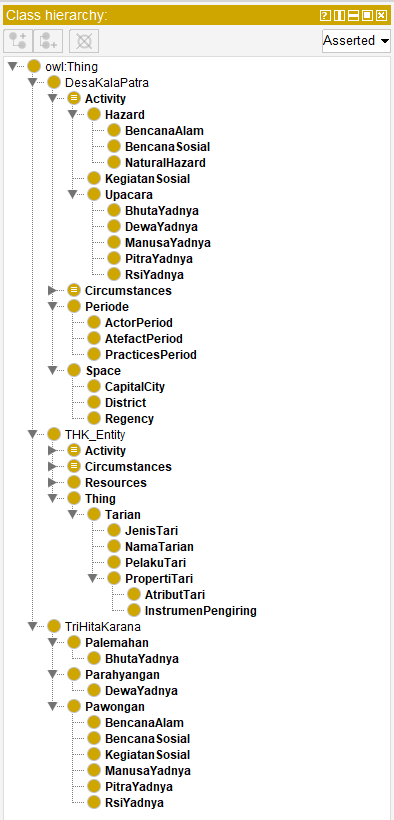 Class hierarchy:
Asserted
owl:Thing
DesaKalaPatra
Activity
Hazard
BencanaAlam
BencanaSosial
NaturalHazard
KegiatanSosial
Upacara
BhutaYadnya
DewaYadnya
ManusaYadnya
PitraYadnya
RsiYadnya
Circumstances
Periode
ActorPeriod
AtefactPeriod
PracticesPeriod
Space
CapitalCity
District
Regency
THK_Entity
Activity
Circumstances
Resources
Thing
Tarian
JenisTari
NamaTarian
PelakuTari
PropertiTari
AtributTari
InstrumenPengiring
TriHitaKarana
Palemahan
BhutaYadnya
Parahyangan
DewaYadnya
Pawongan
BencanaAlam
BencanaSosial
KegiatanSosial
ManusaYadnya
PitraYadnya
RsiYadnya